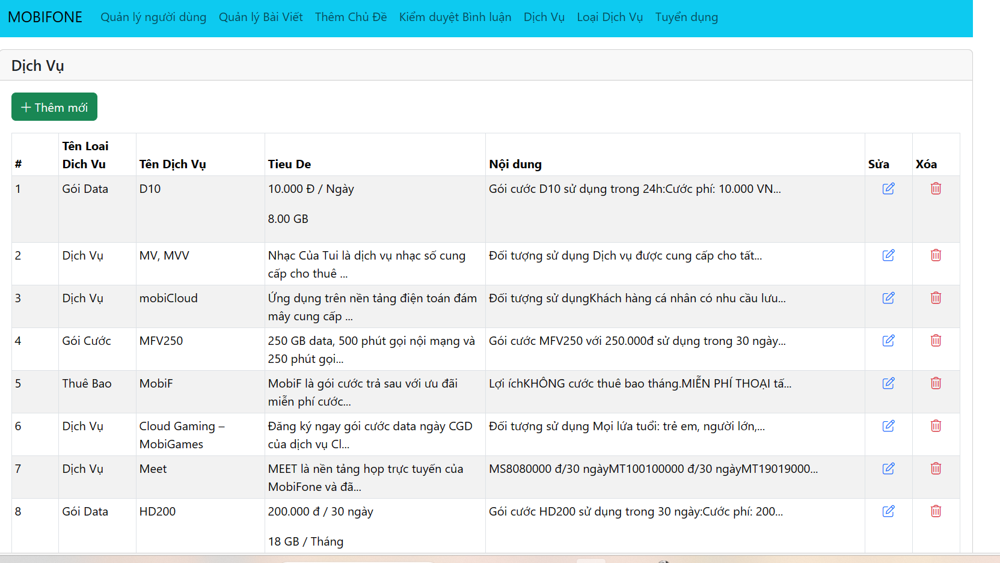 MOBIFONE Quản lý người dùng Quản lý Bài Viết Thêm Chủ Đề Kiểm duyệt Bình luận Dịch Vụ Loại Dịch Vụ Tuyển dụng
Dịch Vụ
Thêm mới
# Tên Loai Dich Vu Tên Dịch Vụ Tieu De Nội dung Sửa Xóa
1 Gói Data D10 10.000 Đ / Ngày Gói cước D10 sử dụng trong 24h:Cước phí: 10.000 VN...
8.00 GB
2 Dịch Vụ MV, MVV Nhạc Của Tui là dịch vụ nhạc số cung Đối tượng sử dụng Dịch vụ được cung cấp cho tất...
cấp cho thuê ...
3 Dịch Vụ mobiCloud Ứng dụng trên nền tảng điện toán đám Đối tượng sử dụngKhách hàng cá nhân có nhu cầu lưu...
mây cung cấp ...
4 Gói Cước MFV250 250 GB data, 500 phút gọi nội mạng và Gói cước MFV250 với 250.000đ sử dụng trong 30 ngày...
250 phút gọi...
5 Thuê Bao MobiF MobiF là gói cước trả sau với ưu đãi Lợi íchKHÔNG cước thuê bao tháng.MIỄN PHÍ THOẠI tấ...
miễn phí cước...
6 Dịch Vụ Cloud Gaming – Đăng ký ngay gói cước data ngày CGD Đối tượng sử dụng Mọi lứa tuổi: trẻ em, người lớn,...
MobiGames của dịch vụ Cl...
7 Dịch Vụ Meet MEET là nền tảng họp trực tuyến của MS8080000 đ/30 ngàyMT100100000 đ/30 ngàyMT19019000...
MobiFone và đã...
8 Gói Data HD200 200.000 đ / 30 ngày Gói cước HD200 sử dụng trong 30 ngày:Cước phí: 200...
18 GB / Tháng